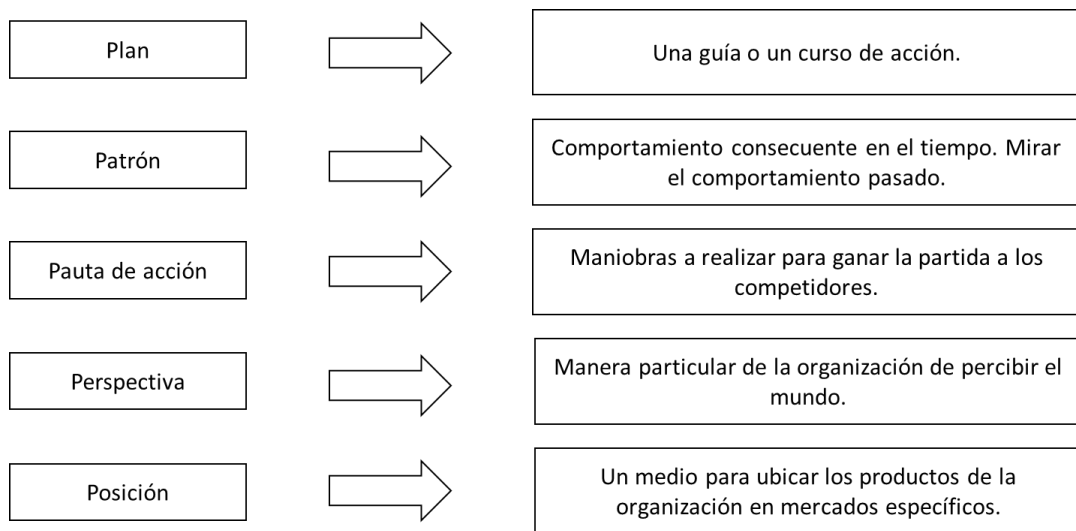 Plan
Una guía o un curso de acción.
Patrón
Comportamiento consecuente en el tiempo. Mirar
el comportamiento pasado.
Pauta de acción
Maniobras a realizar para ganar la partida a los
competidores.
Perspectiva
Manera particular de la organización de percibir el
mundo.
Posición
Un medio para ubicar los productos de la
organización en mercados específicos.